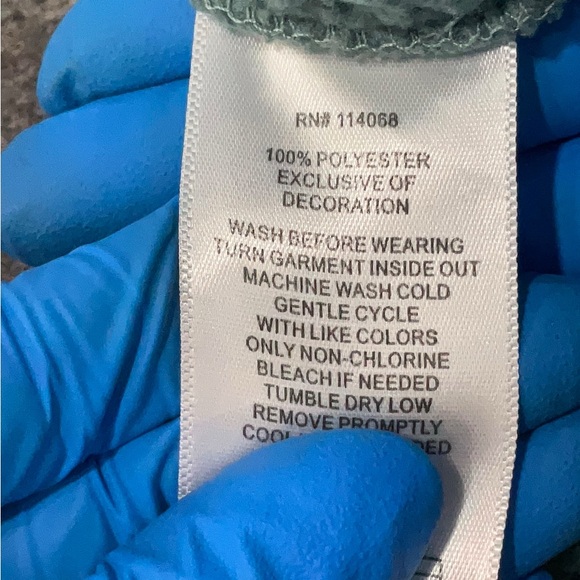 RN# 114068
100% POLYESTER
EXCLUSIVE OF
DECORATION
WASH BEFORE WEARING
TURN GARMENT INSIDE OUT
MACHINE WASH COLD
GENTLE CYCLE
WITH LIKE COLORS
ONLY NON-CHLORINE
BLEACH IF NEEDED
TUMBLE DRY LOW
REMOVE PROMPTLY
COOL